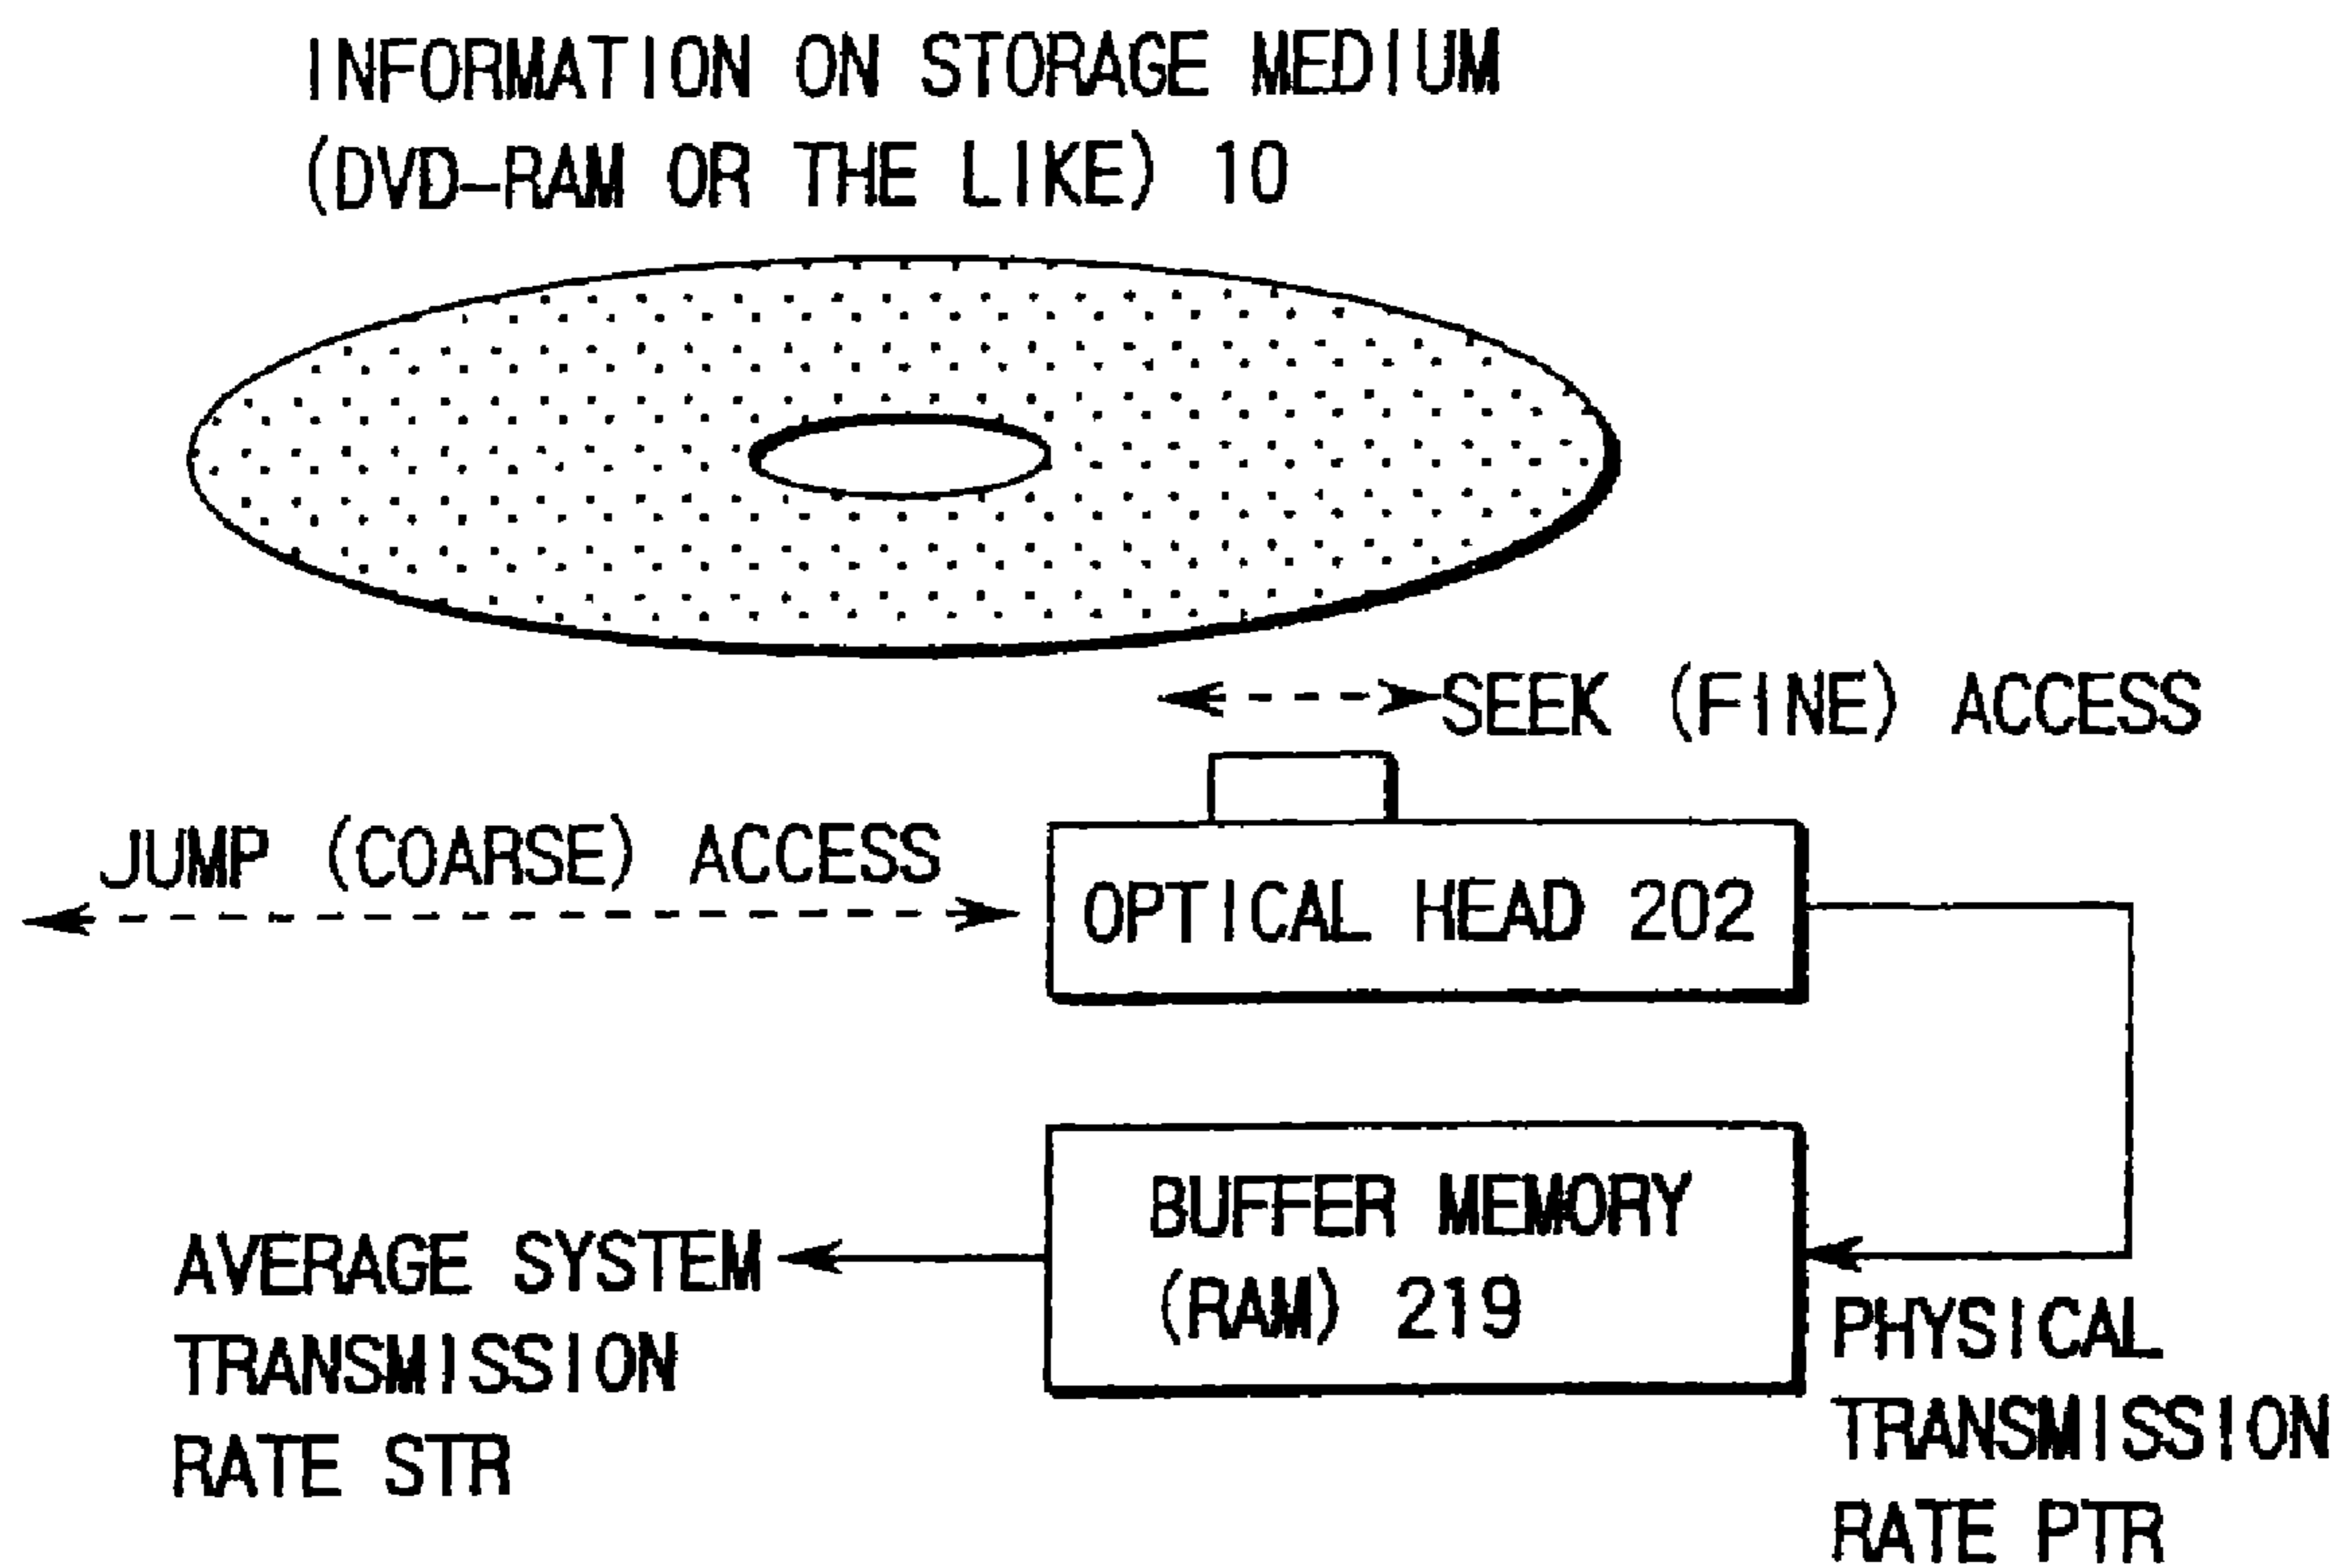 INFORMATION ON STORAGE MEDIUM
(DVD-RAM OR THE LIKE) 10
SEEK (FINE) ACCESS
JUMP (COARSE) ACCESS
OPTICAL HEAD 202
BUFFER MEMORY
(RAM) 219
AVERAGE SYSTEM
TRANSMISSION
RATE STR
PHYSICAL
TRANSMISSION
RATE PTR